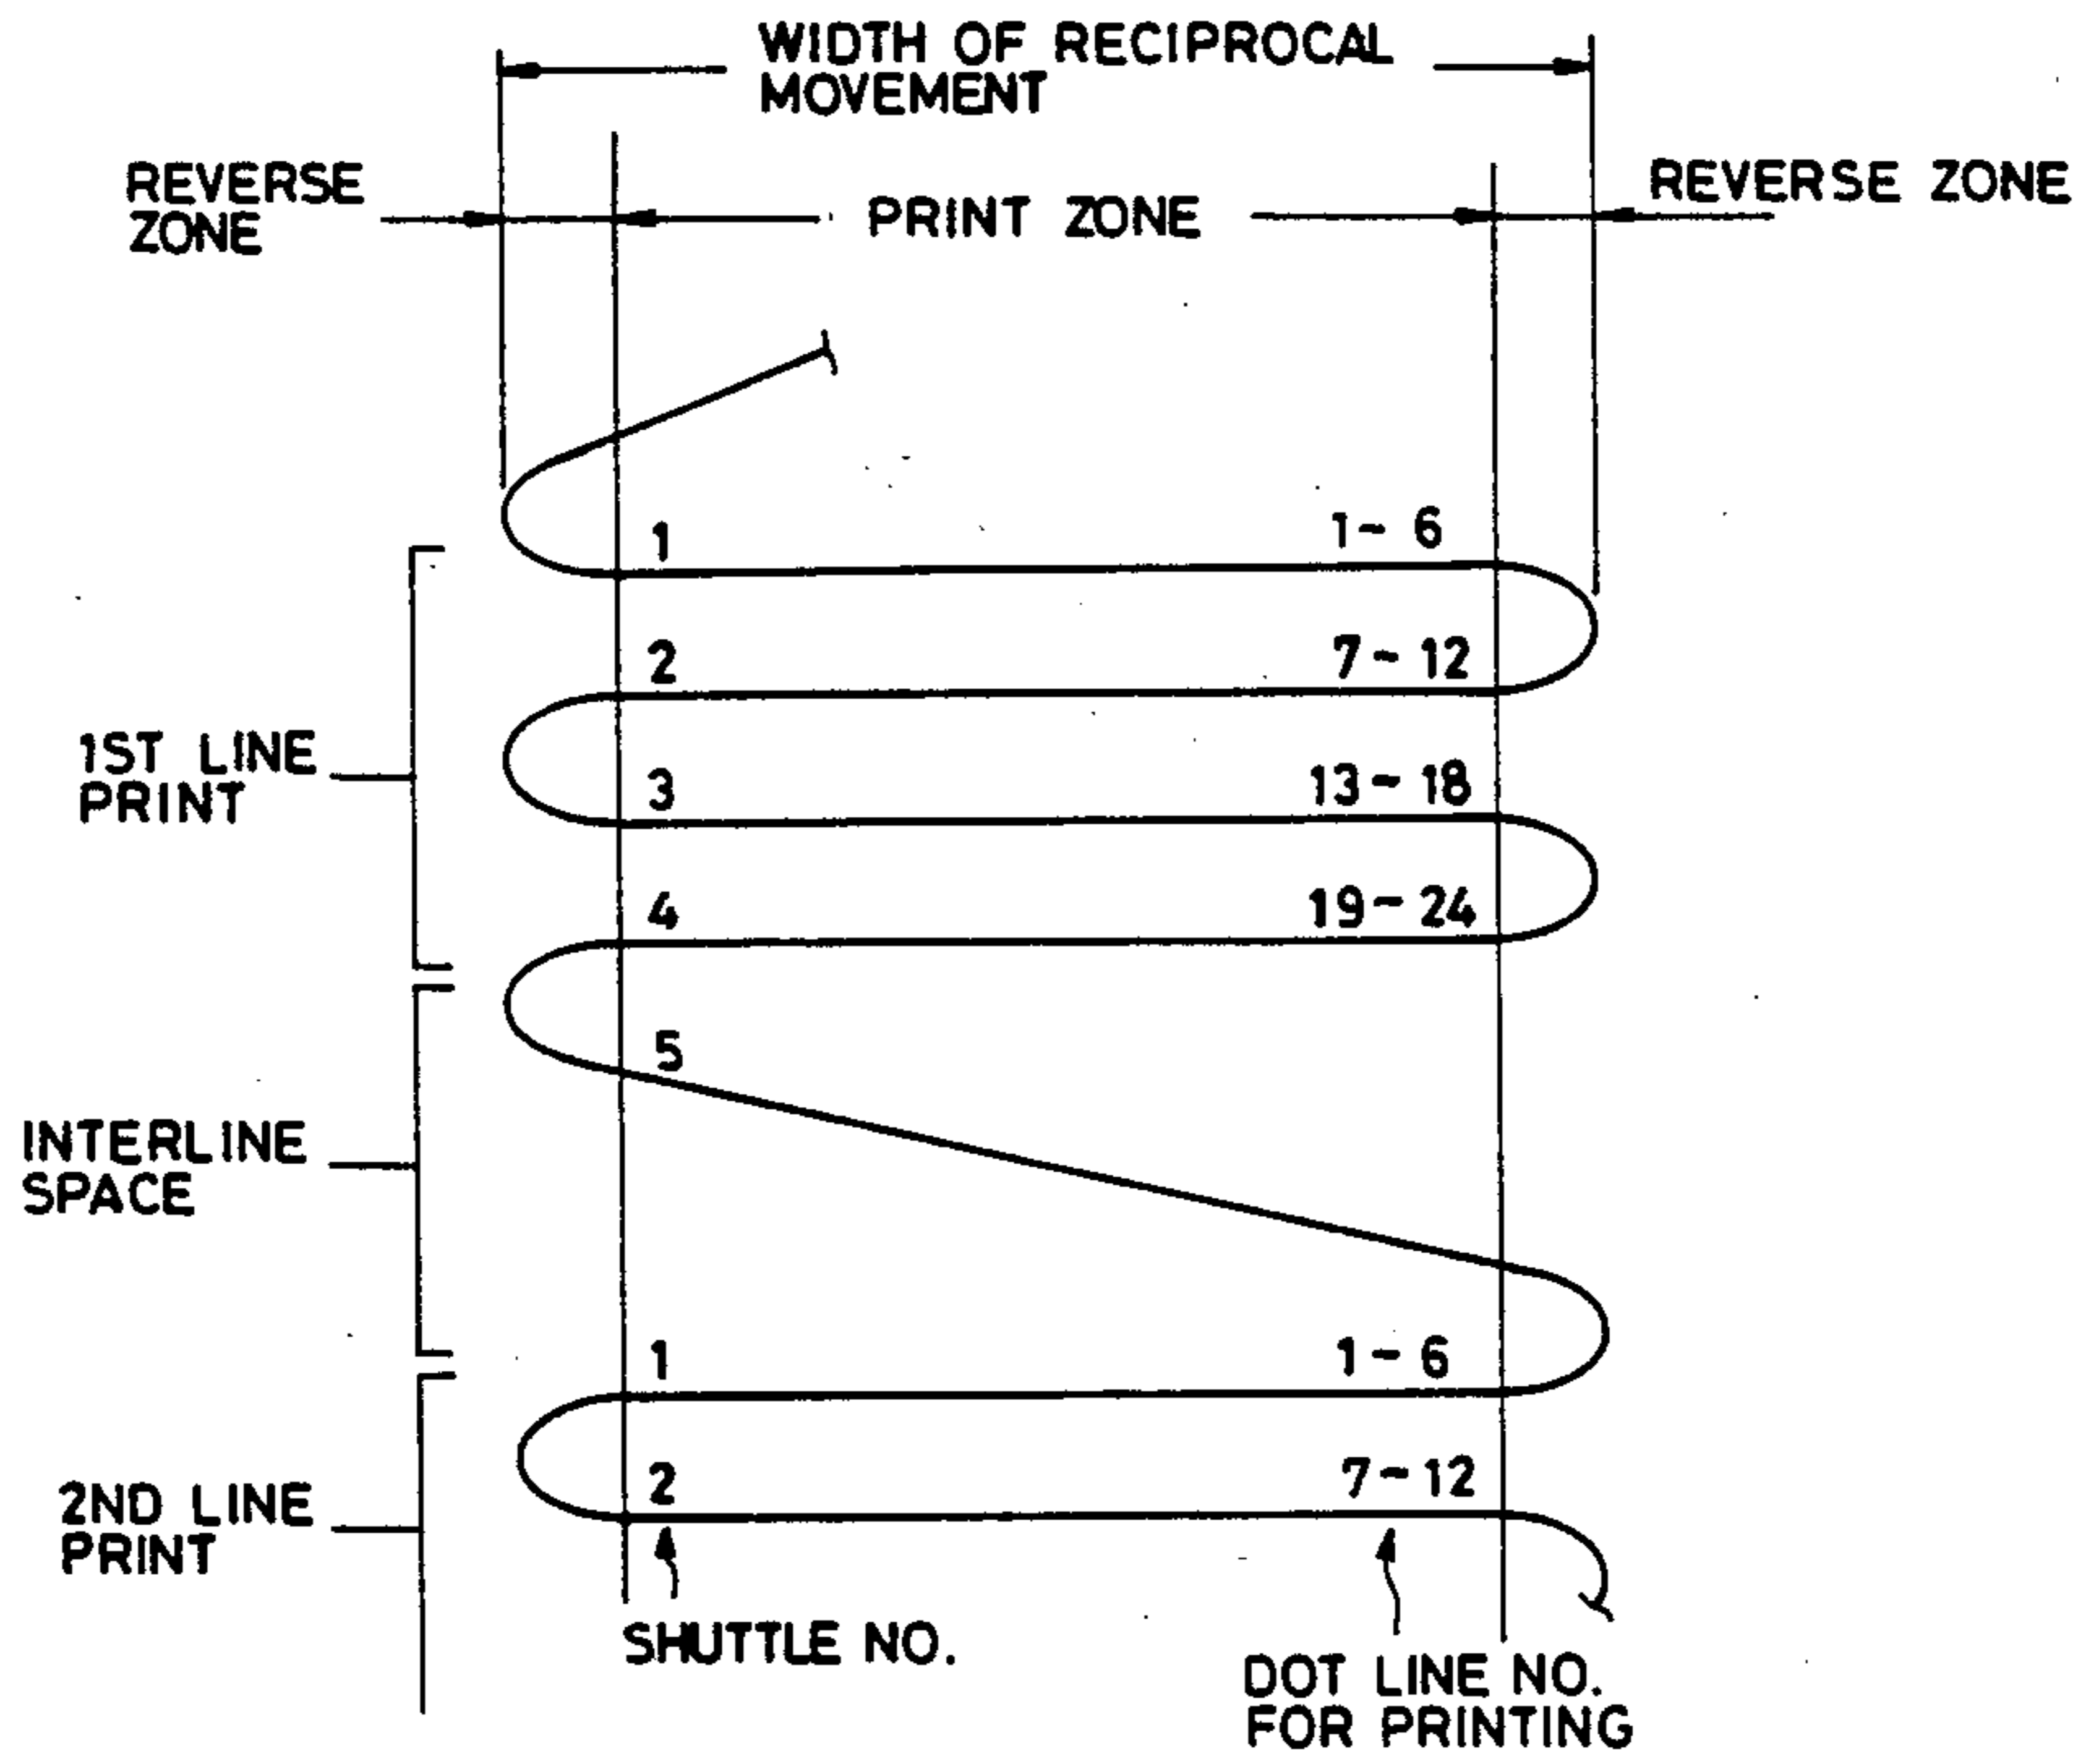 WIDTH OF RECIPROCAL
MOVEMENT
REVERSE
ZONE
PRINT ZONE
REVERSE ZONE
1
1-6
2
7-12
1ST LINE
PRINT
3
13-18
4
19-24
5
INTERLINE
SPACE
1
1-6
2ND LINE
PRINT
2
7-12
SHUTTLE NO.
DOT LINE NO.
FOR PRINTING